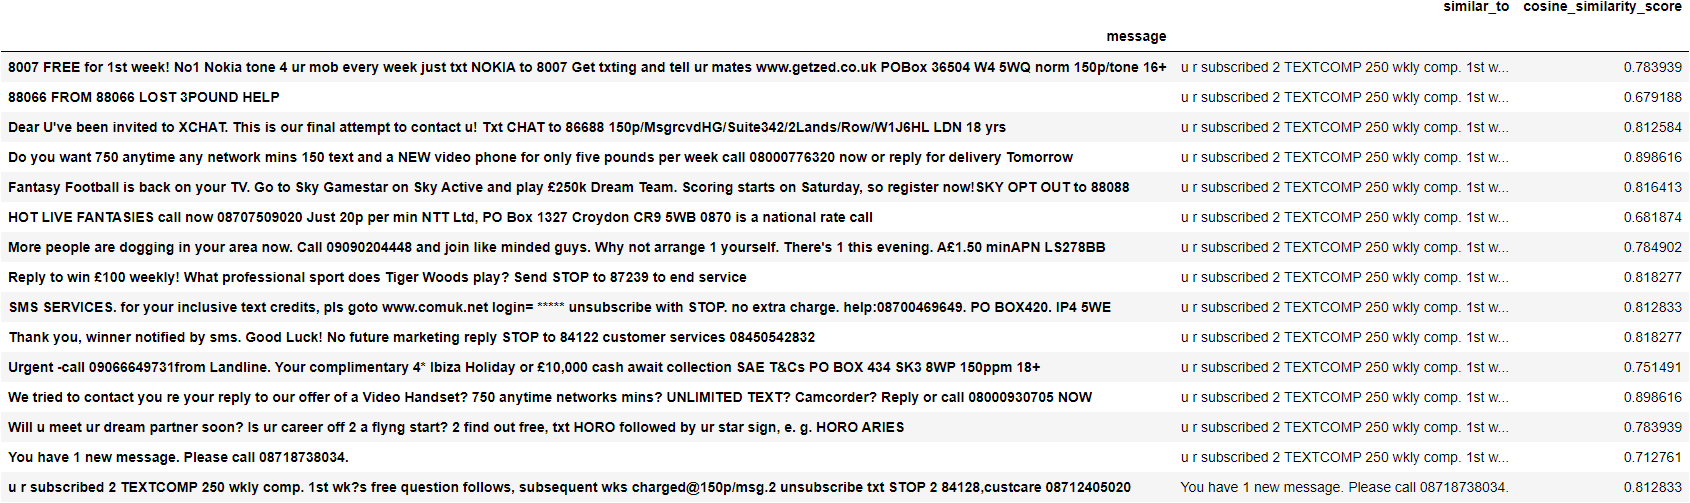 similar_to cosine_similarity_score
message
8007 FREE for 1st week! No1 Nokia tone 4 ur mob every week just txt NOKIA to 8007 Get txting and tell ur mates www.getzed.co.uk POBox 36504 W4 5WQ norm 150p/tone 16+ u r subscribed 2 TEXTCOMP 250 wkly comp. 1st w... 0.783939
88066 FROM 88066 LOST 3POUND HELP u r subscribed 2 TEXTCOMP 250 wkly comp. 1st w... 0.679188
Dear U've been invited to XCHAT. This is our final attempt to contact u! Txt CHAT to 86688 150p/MsgrcvdHG/Suite342/2Lands/Row/W1J6HL LDN 18 yrs u r subscribed 2 TEXTCOMP 250 wkly comp. 1st w... 0.812584
Do you want 750 anytime any network mins 150 text and a NEW video phone for only five pounds per week call 08000776320 now or reply for delivery Tomorrow u r subscribed 2 TEXTCOMP 250 wkly comp. 1st w... 0.898616
Fantasy Football is back on your TV. Go to Sky Gamestar on Sky Active and play £250k Dream Team. Scoring starts on Saturday, so register now!SKY OPT OUT to 88088 u r subscribed 2 TEXTCOMP 250 wkly comp. 1st w... 0.816413
HOT LIVE FANTASIES call now 08707509020 Just 20p per min NTT Ltd, PO Box 1327 Croydon CR9 5WB 0870 is a national rate call u r subscribed 2 TEXTCOMP 250 wkly comp. 1st w... 0.681874
More people are dogging in your area now. Call 09090204448 and join like minded guys. Why not arrange 1 yourself. There's 1 this evening. A£1.50 minAPN LS278BB u r subscribed 2 TEXTCOMP 250 wkly comp. 1st w... 0.784902
Reply to win £100 weekly! What professional sport does Tiger Woods play? Send STOP to 87239 to end service u r subscribed 2 TEXTCOMP 250 wkly comp. 1st w... 0.818277
SMS SERVICES. for your inclusive text credits, pls goto www.comuk.net login= ***** unsubscribe with STOP. no extra charge. help:08700469649. PO BOX420. IP4 5WE u r subscribed 2 TEXTCOMP 250 wkly comp. 1st w... 0.812833
Thank you, winner notified by sms. Good Luck! No future marketing reply STOP to 84122 customer services 08450542832 u r subscribed 2 TEXTCOMP 250 wkly comp. 1st w... 0.818277
Urgent -call 09066649731from Landline. Your complimentary 4* Ibiza Holiday or £10,000 cash await collection SAE T&Cs PO BOX 434 SK3 8WP 150ppm 18+ u r subscribed 2 TEXTCOMP 250 wkly comp. 1st w... 0.751491
We tried to contact you re your reply to our offer of a Video Handset? 750 anytime networks mins? UNLIMITED TEXT? Camcorder? Reply or call 08000930705 NOW u r subscribed 2 TEXTCOMP 250 wkly comp. 1st w... 0.898616
Will u meet ur dream partner soon? Is ur career off 2 a flyng start? 2 find out free, txt HORO followed by ur star sign, e. g. HORO ARIES u r subscribed 2 TEXTCOMP 250 wkly comp. 1st w... 0.783939
You have 1 new message. Please call 08718738034. u r subscribed 2 TEXTCOMP 250 wkly comp. 1st w... 0.712761
u r subscribed 2 TEXTCOMP 250 wkly comp. 1st wk?s free question follows, subsequent wks charged@150p/msg.2 unsubscribe txt STOP 2 84128,custcare 08712405020 You have 1 new message. Please call 08718738034. 0.812833